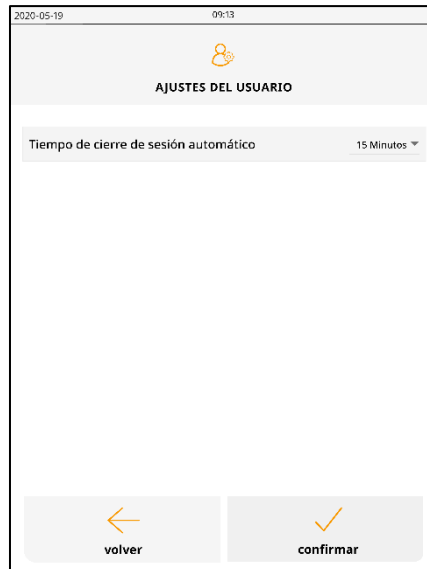 2020-05-19 09:13
AJUSTES DEL USUARIO
Tiempo de cierre de sesión automático 15 Minutos
volver confirmar